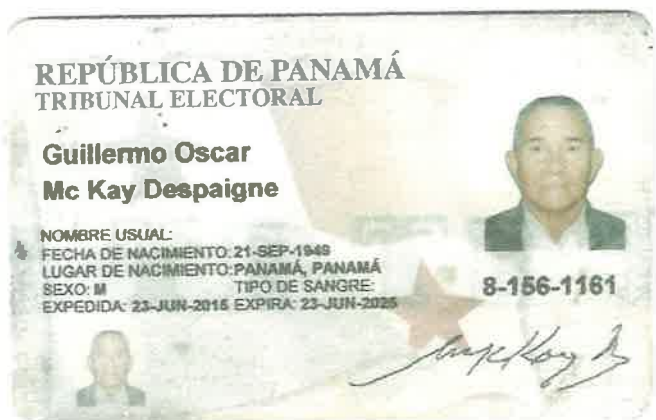 REPÚBLICA DE PANAMÁ
TRIBUNAL ELECTORAL
Guillermo Oscar
Mc Kay Despaigne
NOMBRE USUAL:
FECHA DE NACIMIENTO: 21-SEP-1949
LUGAR DE NACIMIENTO: PANAMÁ, PANAMÁ
SEXO: M TIPO DE SANGRE:
EXPEDIDA: 23-JUN-2015 EXPIRA: 23-JUN-2025
8-156-1161